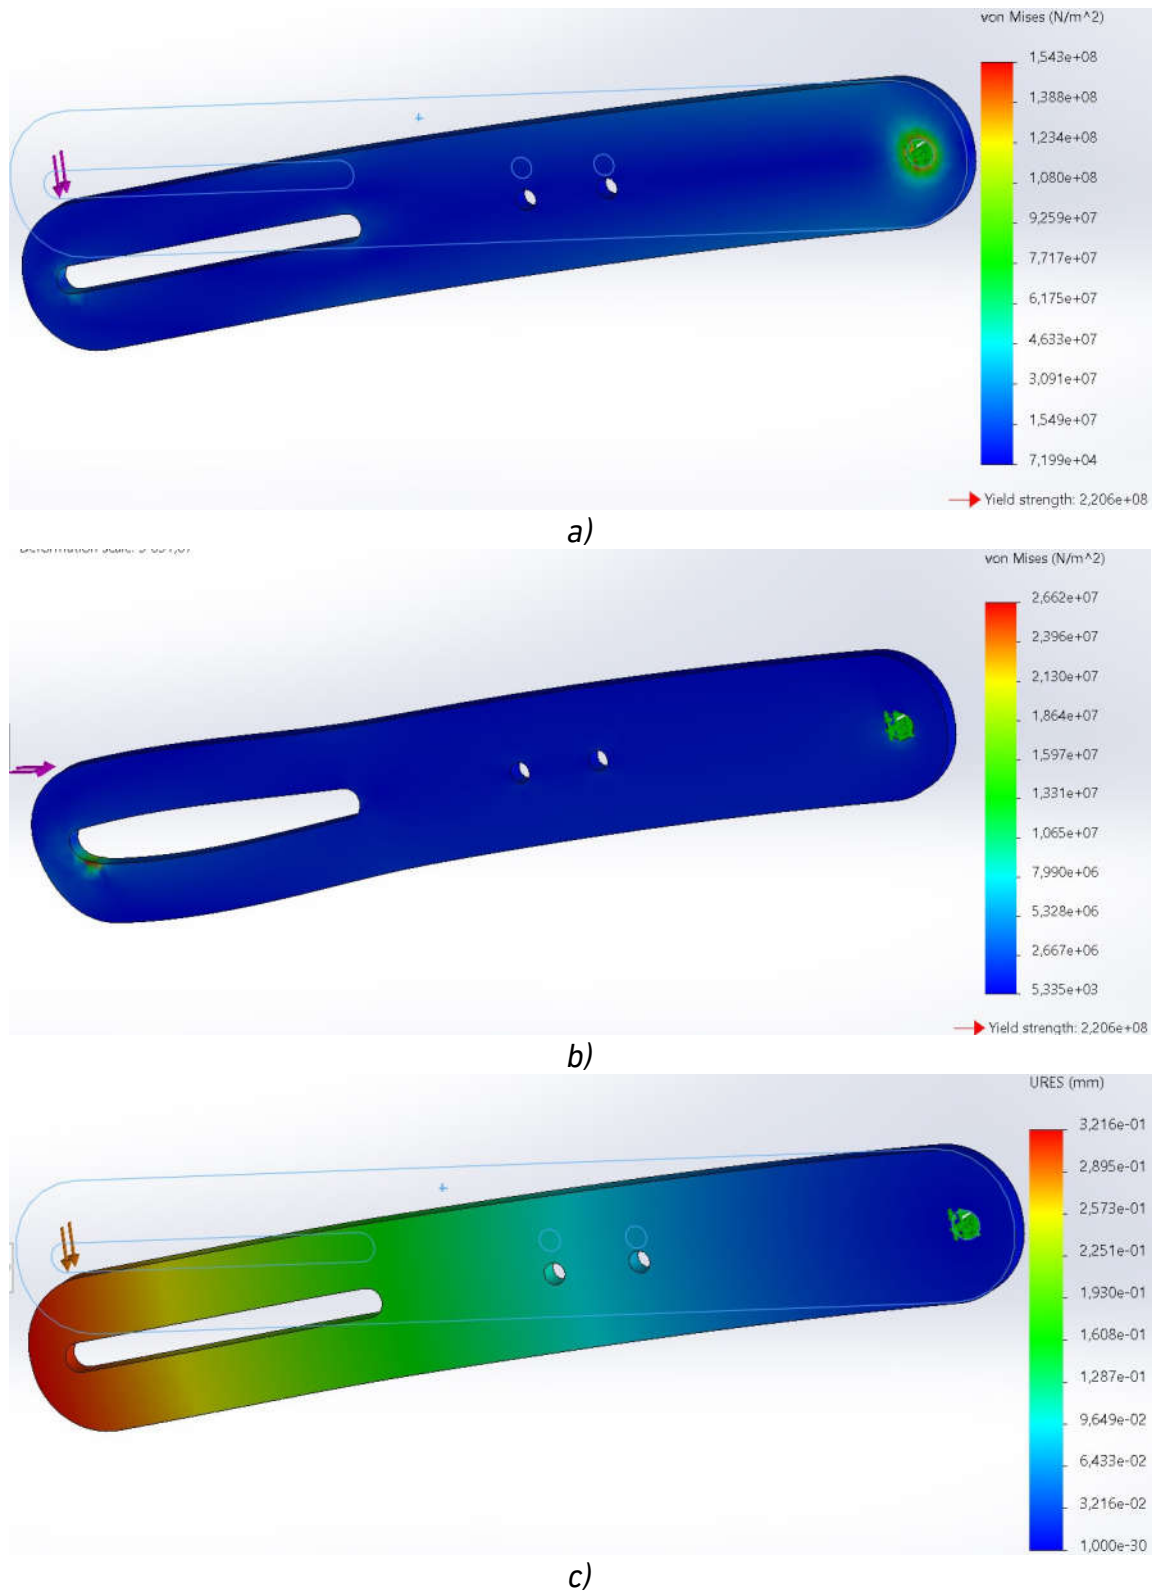 von Mises (N/m^2)
1,543e+08
1,388e+08
1,234e+08
1,080e+08
9,259e+07
7,717e+07
6,175e+07
4,633e+07
3,091e+07
1,549e+07
7,199e+04
Yield strength: 2,206e+08
a)
Deformation scale:
von Mises (N/m^2)
2,662e+07
2,396e+07
2,130e+07
1,864e+07
1,597e+07
1,331e+07
1,065e+07
7,990e+06
5,328e+06
2,667e+06
5,335e+03
Yield strength: 2,206e+08
b)
URES (mm)
3,216e-01
2,895e-01
2,573e-01
2,251e-01
1,930e-01
1,608e-01
1,287e-01
9,649e-02
6,433e-02
3,216e-02
1,000e-30
c)